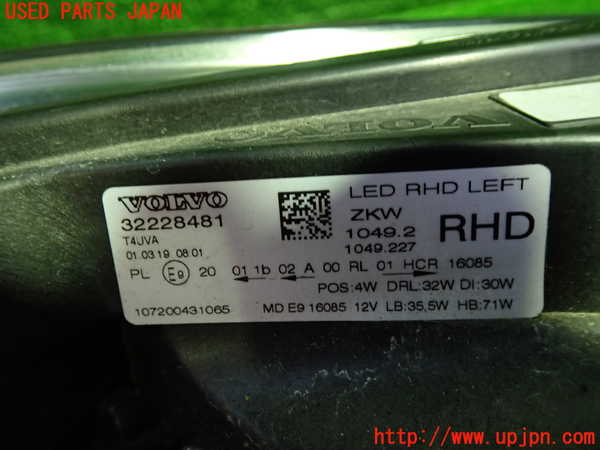 USED PARTS JAPAN
VOLVO
VOLVO
32228481
T4JVA
01.03.19 08:01
LED RHD LEFT
ZKW
1049.2
1049.227
RHD
PL E9 20 01 1b 02 A 00 RL 01 HCR 16085
POS:4W DRL:32W DI:30W
107200431065 MD E9 16085 12V LB:35,5W HB:71W
http://www.upjpn.com/